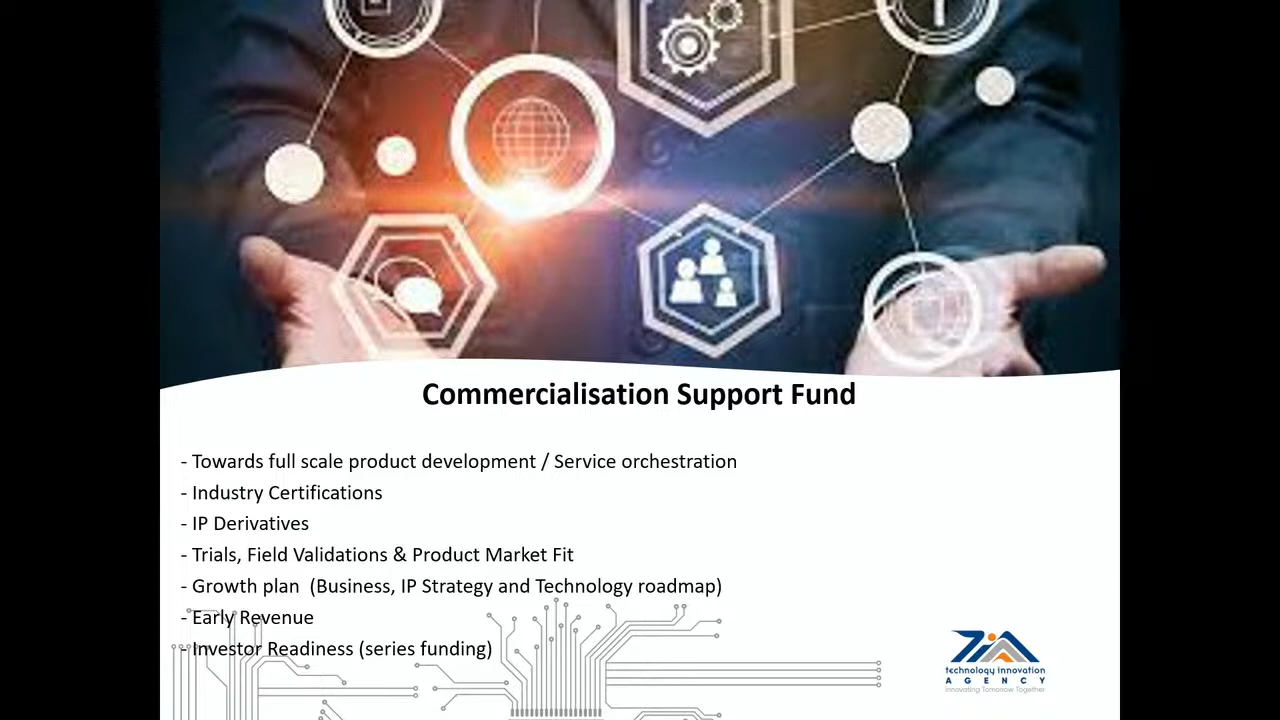 Commercialisation Support Fund
- Towards full scale product development / Service orchestration
- Industry Certifications
- IP Derivatives
- Trials, Field Validations & Product Market Fit
- Growth plan  (Business, IP Strategy and Technology roadmap)
- Early Revenue
- Investor Readiness (series funding)
TIA
technology innovation
AGENCY
Innovating Tomorrow Together